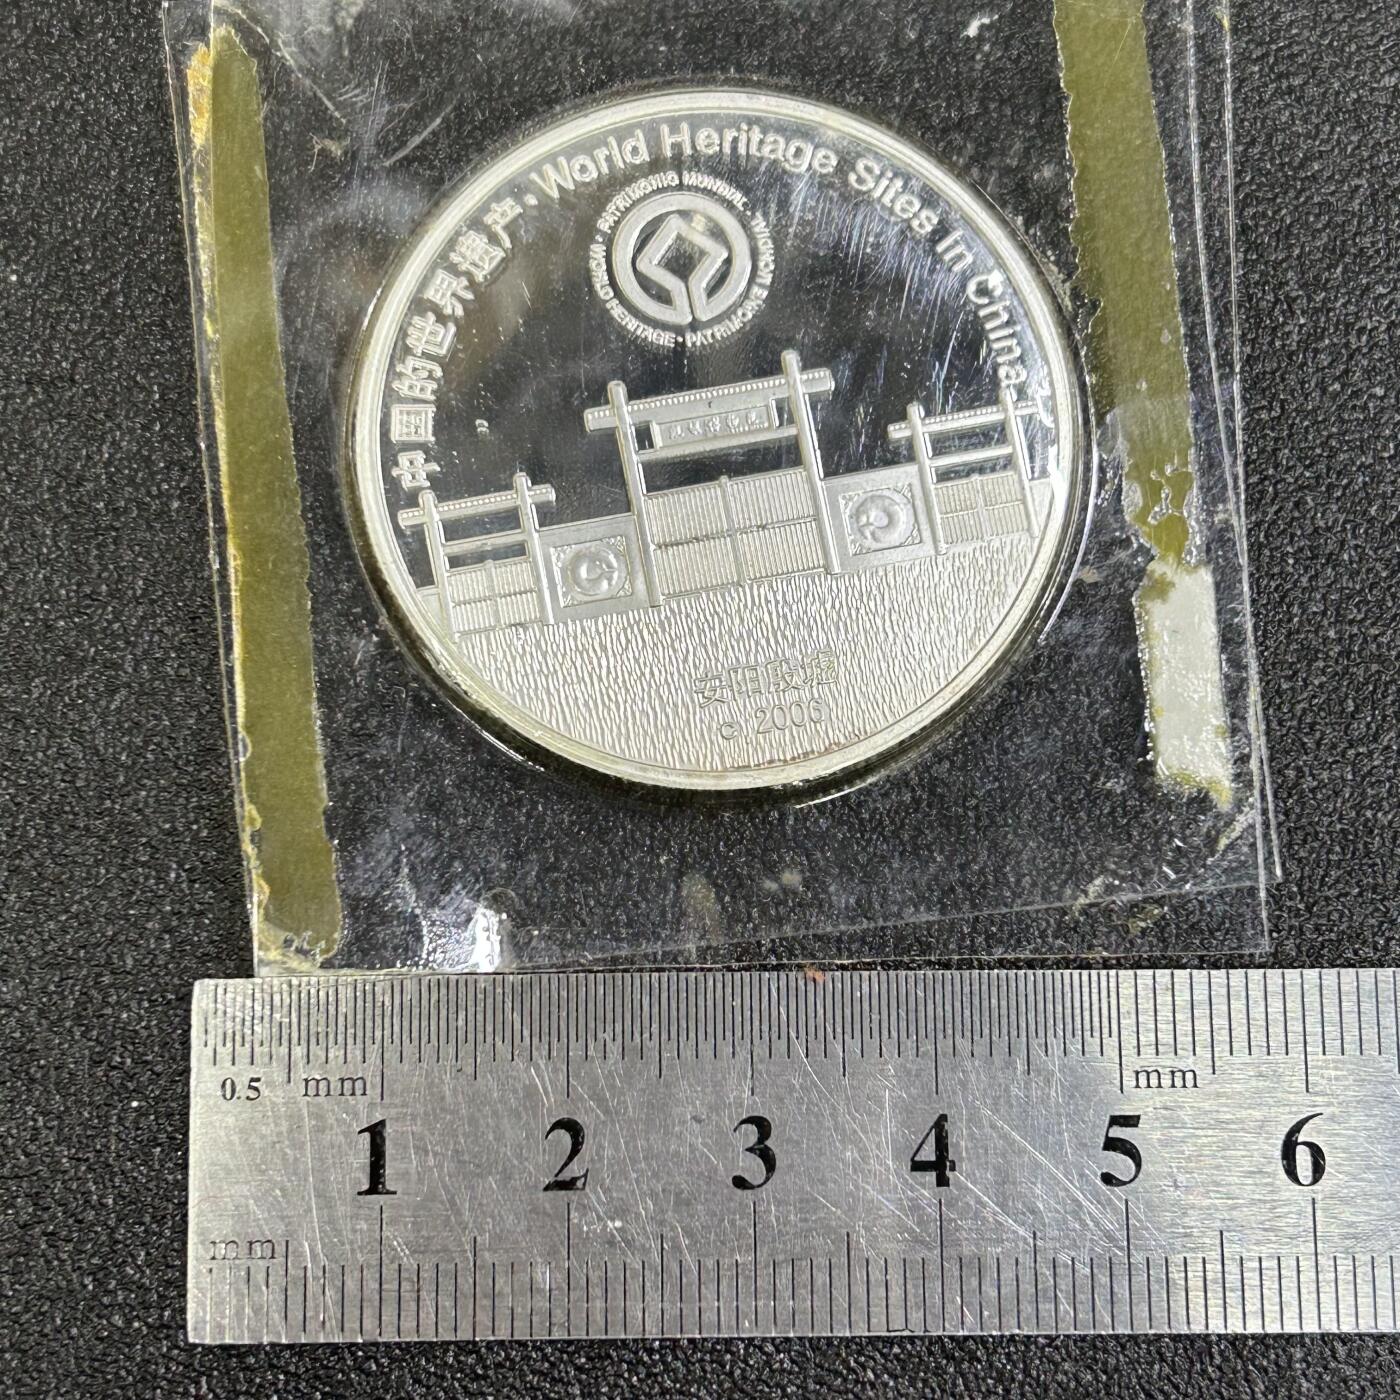 中国的世界遗产·World Heritage Sites In China
· PATRIMONIO MUNDIAL · WORLD HERITAGE · PATRIMOINE MONDIAL
安阳殷墟
c 2006
0.5 mm mm
1 2 3 4 5 6
mm